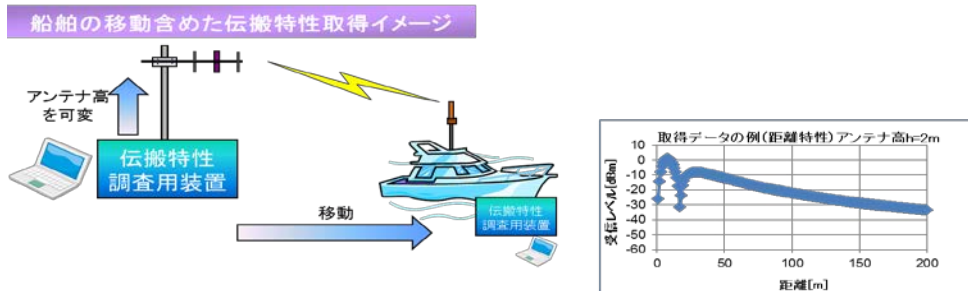 船舶の移動含めた伝搬特性取得イメージ
アンテナ高
を可変
伝搬特性
調査用装置
移動
伝搬特性
調査用装置
取得データの例(距離特性)アンテナ高h=2m
受信レベル[dBm]
10
0
-10
-20
-30
-40
-50
-60
0
50
100
150
200
距離[m]